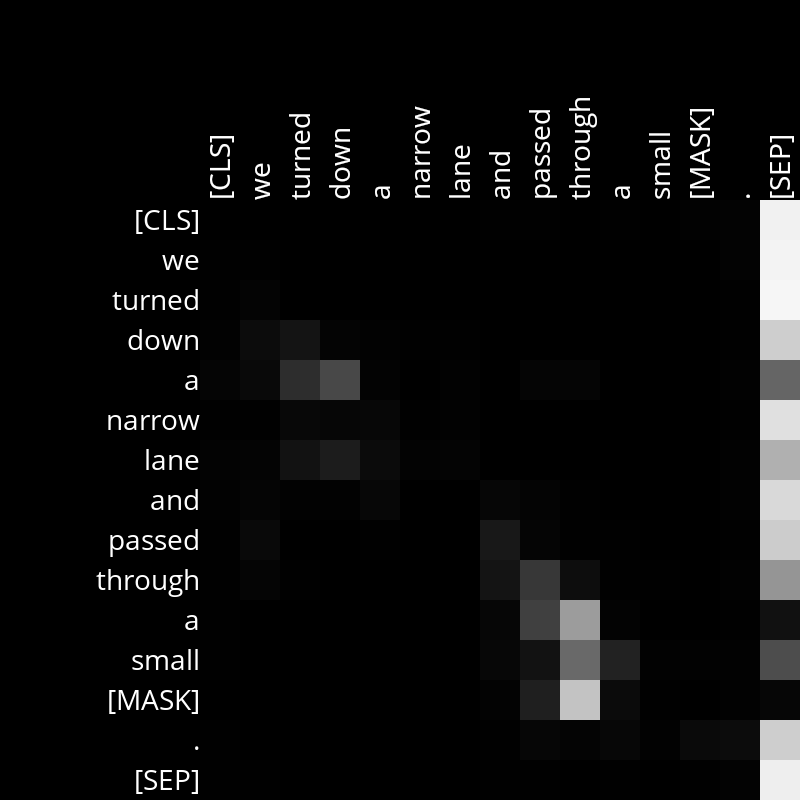 [CLS] we turned down a narrow lane and passed through a small [MASK] . [SEP]
[CLS]
we
turned
down
a
narrow
lane
and
passed
through
a
small
[MASK]
.
[SEP]